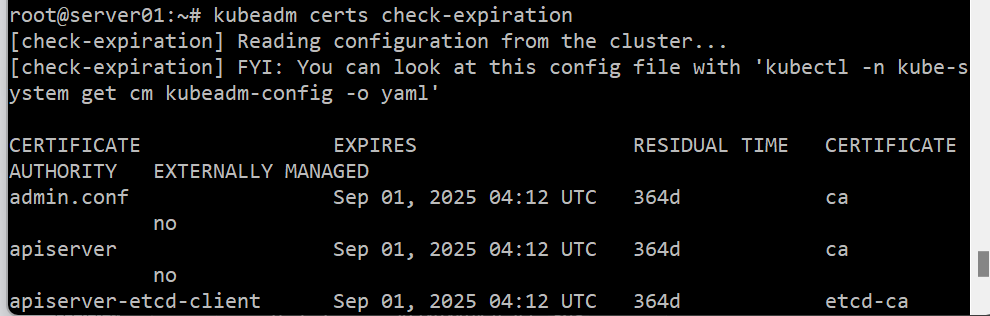 root@server01:~# kubeadm certs check-expiration
[check-expiration] Reading configuration from the cluster...
[check-expiration] FYI: You can look at this config file with 'kubectl -n kube-s
ystem get cm kubeadm-config -o yaml'
CERTIFICATE                EXPIRES                  RESIDUAL TIME   CERTIFICATE
AUTHORITY   EXTERNALLY MANAGED
admin.conf                 Sep 01, 2025 04:12 UTC   364d            ca
            no
apiserver                  Sep 01, 2025 04:12 UTC   364d            ca
            no
apiserver-etcd-client      Sep 01, 2025 04:12 UTC   364d            etcd-ca